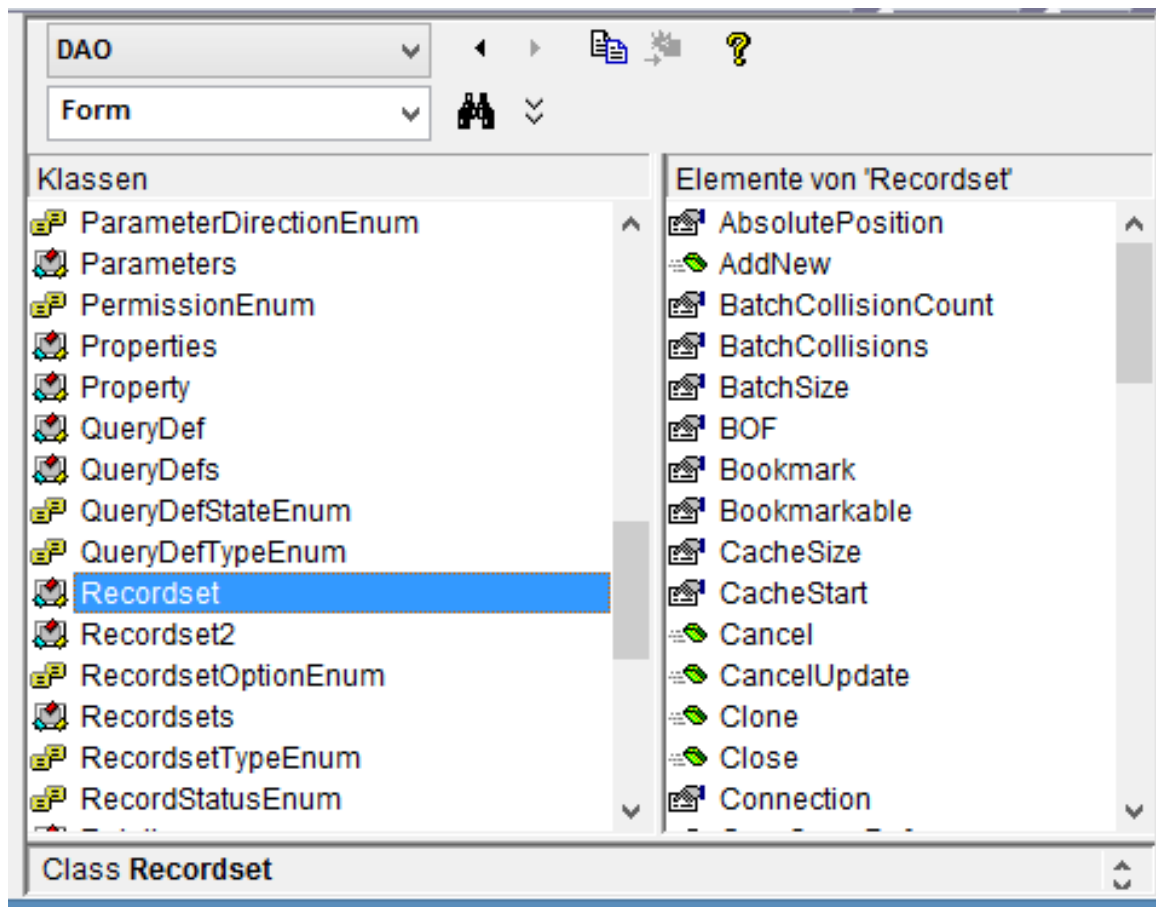 DAO
Form
Klassen
ParameterDirectionEnum
Parameters
PermissionEnum
Properties
Property
QueryDef
QueryDefs
QueryDefStateEnum
QueryDefTypeEnum
Recordset
Recordset2
RecordsetOptionEnum
Recordsets
RecordsetTypeEnum
RecordStatusEnum
Elemente von 'Recordset'
AbsolutePosition
AddNew
BatchCollisionCount
BatchCollisions
BatchSize
BOF
Bookmark
Bookmarkable
CacheSize
CacheStart
Cancel
CancelUpdate
Clone
Close
Connection
Class Recordset